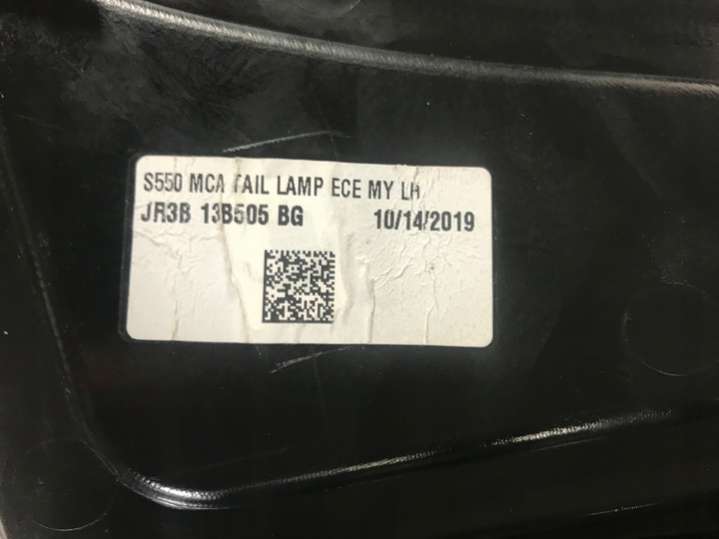 S550 MCA TAIL LAMP ECE MY LH
JR3B 13B505 BG 10/14/2019